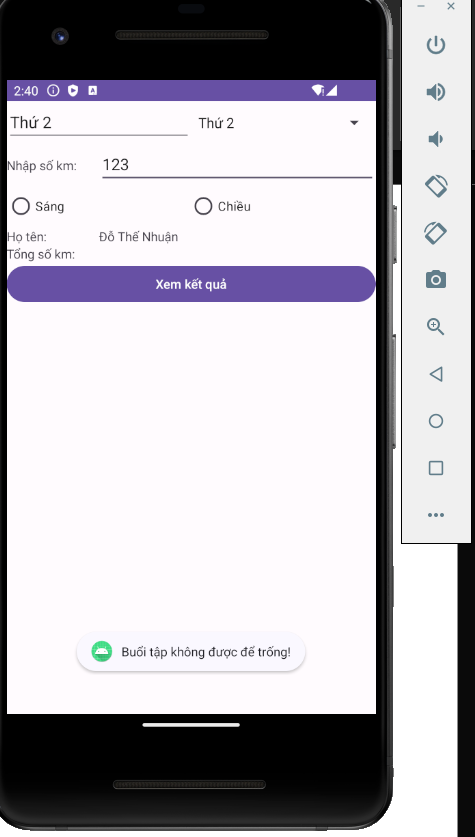 2:40
Thứ 2 Thứ 2
Nhập số km: 123
Sáng Chiều
Họ tên: Đỗ Thế Nhuận
Tổng số km:
Xem kết quả
Buổi tập không được để trống!